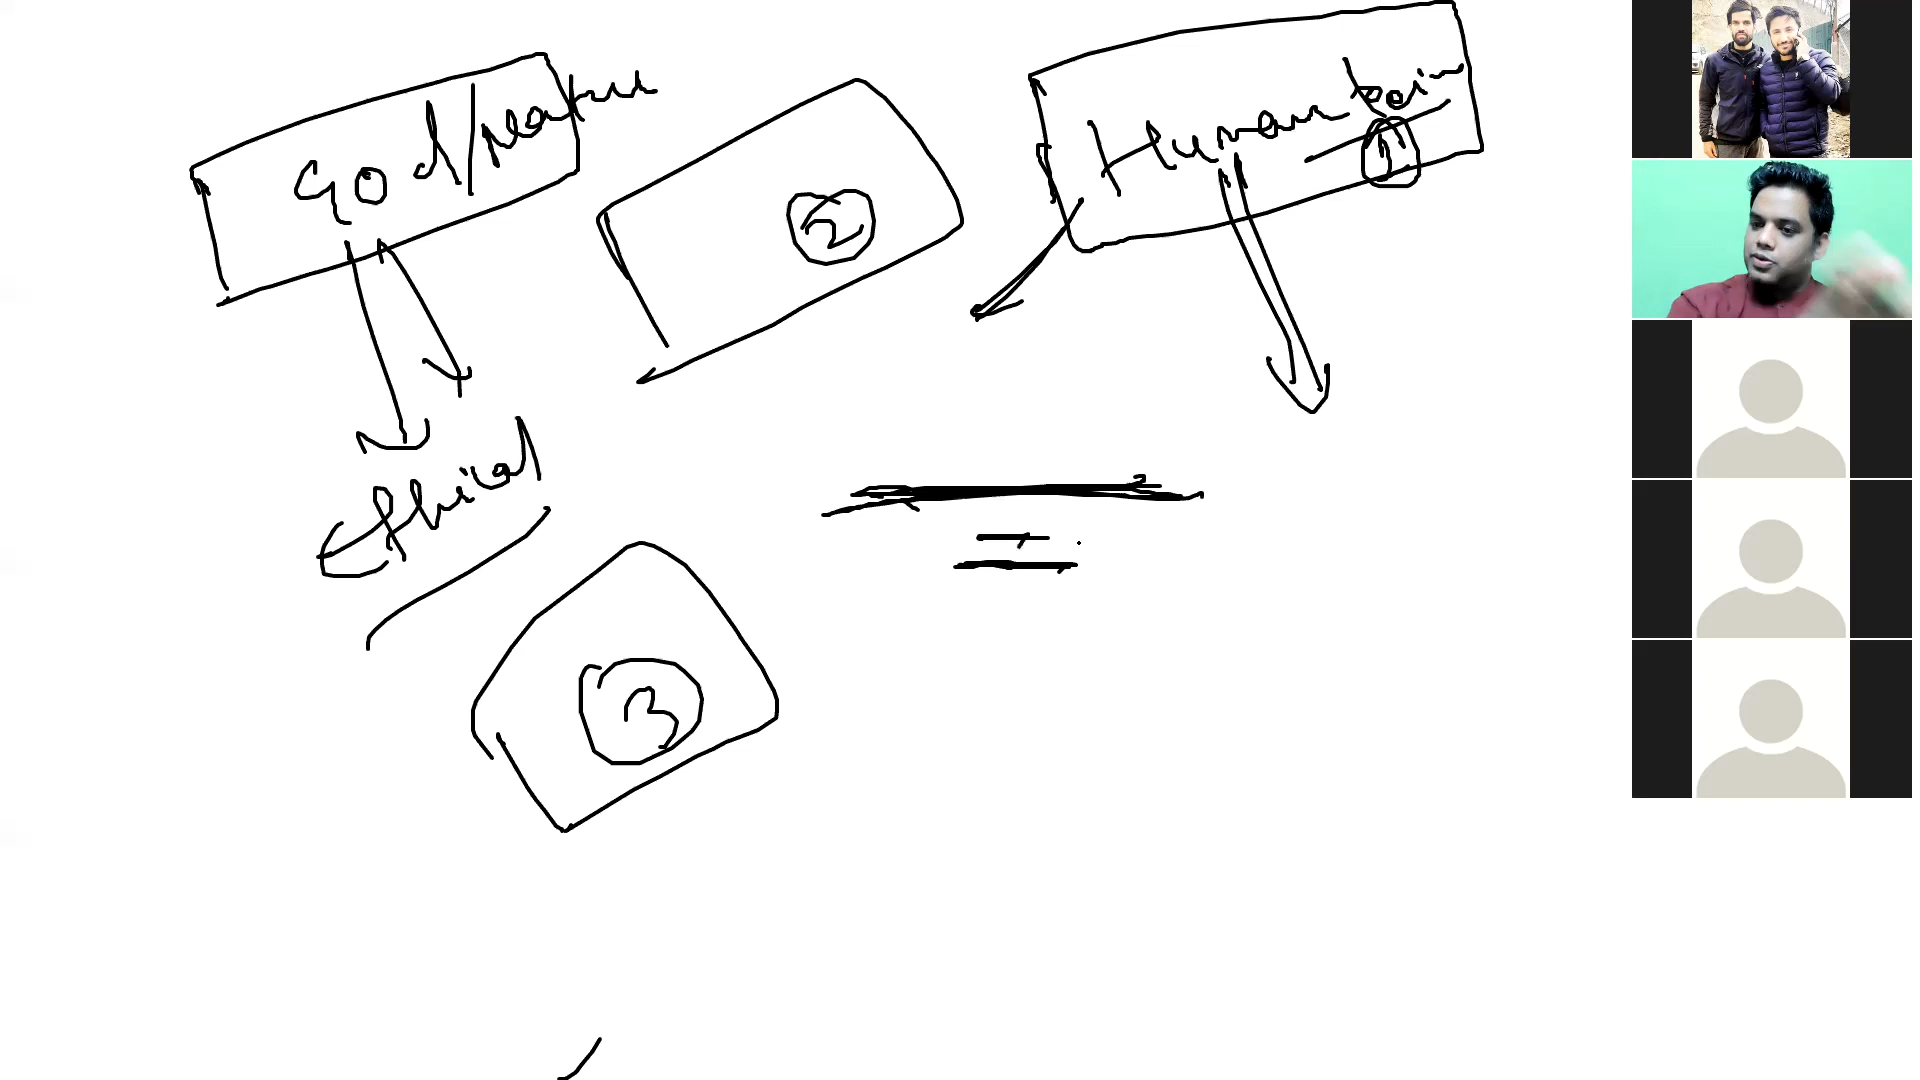 God/Nature
②
Human bein
①
Ethical
③